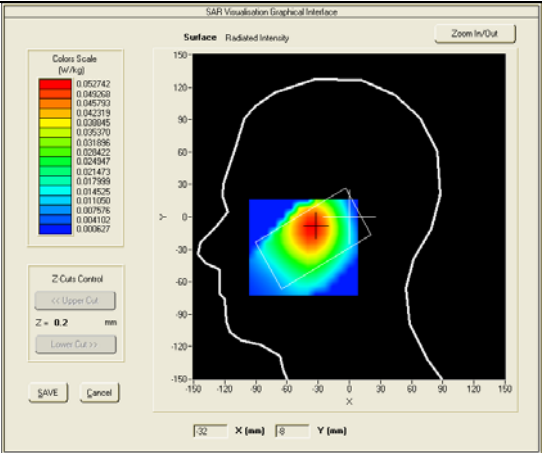 SAR Visualisation Graphical Interface
Surface Radiated Intensity
Zoom In/Out
Colors Scale
(W/kg)
0.052742
0.049268
0.045793
0.042319
0.038845
0.035370
0.031896
0.028422
0.024947
0.021473
0.017999
0.014525
0.011050
0.007576
0.004102
0.000627
Z-Cuts Control
<< Upper Cut
Z = 0.2 mm
Lower Cut >>
SAVE Cancel
150
120
90
60
30
0
-30
-60
-90
-120
-150
Y
-150 -120 -90 -60 -30 0 30 60 90 120 150
X
-32 X (mm) -8 Y (mm)